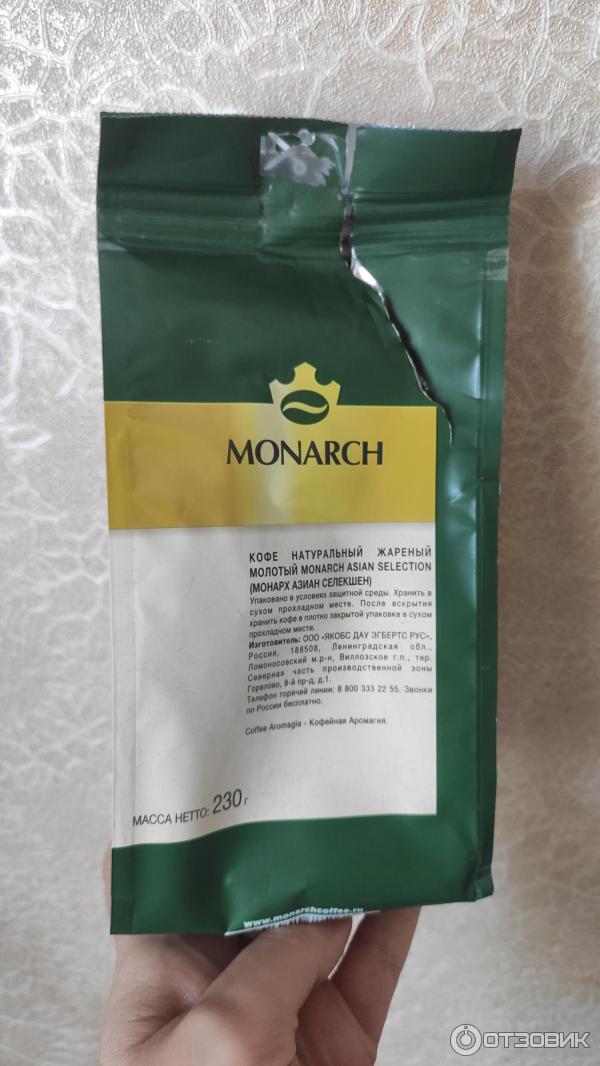 MONARCH
КОФЕ НАТУРАЛЬНЫЙ ЖАРЕНЫЙ
МОЛОТЫЙ MONARCH ASIAN SELECTION
(МОНАРХ АЗИАН СЕЛЕКШЕН)
Упаковано в условиях защитной среды. Хранить в
сухом прохладном месте. После вскрытия
хранить кофе в плотно закрытой упаковке в сухом
прохладном месте.
Изготовитель: ООО «ЯКОБС ДАУ ЭГБЕРТС РУС»,
Россия, 188508, Ленинградская обл.,
Ломоносовский м.р-н, Виллозское г.п., тер.
Северная часть производственной зоны
Горелово, 8-й пр-д, д.1.
Телефон горячей линии: 8 800 333 22 55. Звонки
по России бесплатно.
Coffee Aromagia - Кофейная Аромагия.
МАССА НЕТТО: 230 г
www.monarchcoffee.ru
ОТЗОВИК